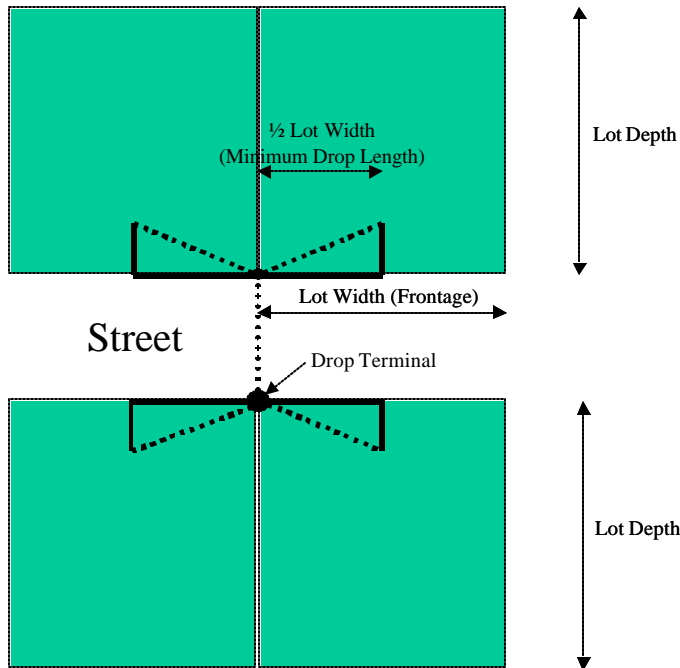 ½ Lot Width
(Minimum Drop Length)
Lot Depth
Lot Width (Frontage)
Street
Drop Terminal
Lot Depth